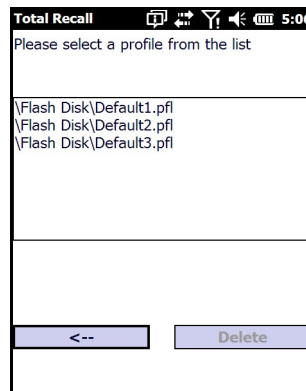 Total Recall 5:06
Please select a profile from the list
\Flash Disk\Default1.pfl
\Flash Disk\Default2.pfl
\Flash Disk\Default3.pfl
<-- Delete